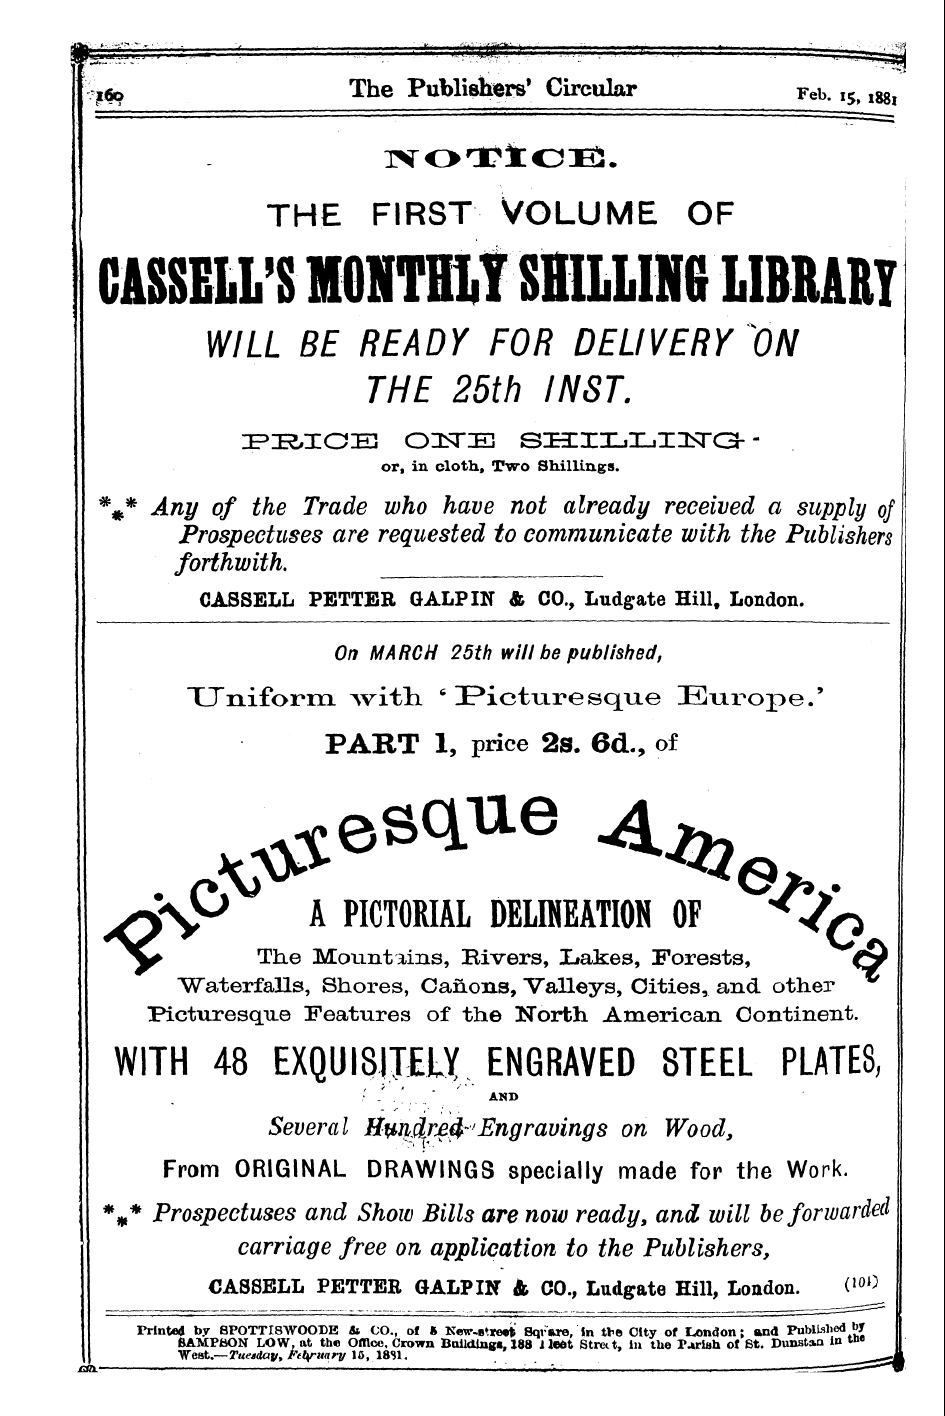 160
The Publishers' Circular
Feb. 15, 1881
NOTICE.
THE FIRST VOLUME OF
CASSELL'S MONTHLY SHILLING LIBRARY
WILL BE READY FOR DELIVERY ON
THE 25th INST.
PRICE ONE SHILLING-
or, in cloth, Two Shillings.
*⁎* Any of the Trade who have not already received a supply of
Prospectuses are requested to communicate with the Publishers
forthwith.
CASSELL PETTER GALPIN & CO., Ludgate Hill, London.
On MARCH 25th will be published,
Uniform with ‘Picturesque Europe.’
PART 1, price 2s. 6d., of
Picturesque America
A PICTORIAL DELINEATION OF
The Mountains, Rivers, Lakes, Forests,
Waterfalls, Shores, Cañons, Valleys, Cities, and other
Picturesque Features of the North American Continent.
WITH 48 EXQUISITELY ENGRAVED STEEL PLATES,
AND
Several Hundred Engravings on Wood,
From ORIGINAL DRAWINGS specially made for the Work.
*⁎* Prospectuses and Show Bills are now ready, and will be forwarded
carriage free on application to the Publishers,
CASSELL PETTER GALPIN & CO., Ludgate Hill, London.
(101)
Printed by SPOTTISWOODE & CO., of 5 New-street Square, in the City of London; and Published by
SAMPSON LOW, at the Office, Crown Buildings, 188 Fleet Street, in the Parish of St. Dunstan in the
West.—Tuesday, February 15, 1881.